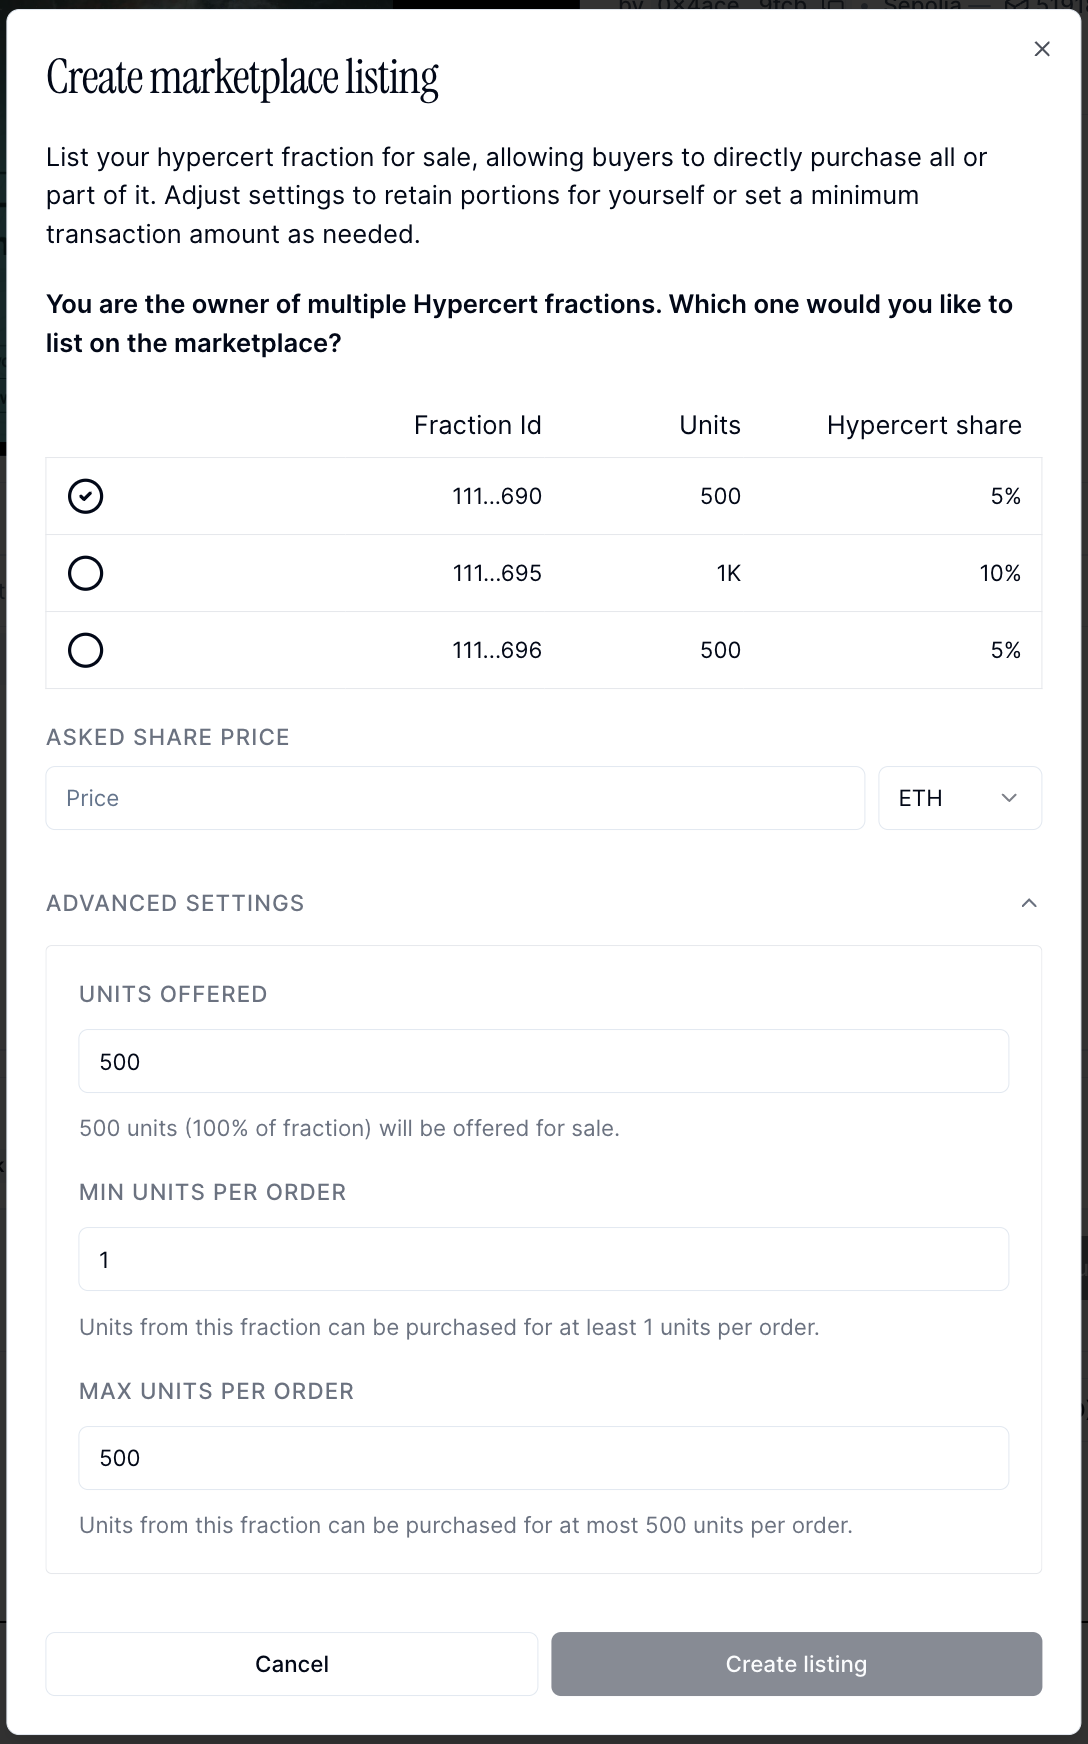 by 0x4ace...9fcb
Sepolia —
Create marketplace listing
List your hypercert fraction for sale, allowing buyers to directly purchase all or
part of it. Adjust settings to retain portions for yourself or set a minimum
transaction amount as needed.
You are the owner of multiple Hypercert fractions. Which one would you like to
list on the marketplace?
Fraction Id Units Hypercert share
111...690 500 5%
111...695 1K 10%
111...696 500 5%
ASKED SHARE PRICE
Price ETH
ADVANCED SETTINGS
UNITS OFFERED
500
500 units (100% of fraction) will be offered for sale.
MIN UNITS PER ORDER
1
Units from this fraction can be purchased for at least 1 units per order.
MAX UNITS PER ORDER
500
Units from this fraction can be purchased for at most 500 units per order.
Cancel Create listing